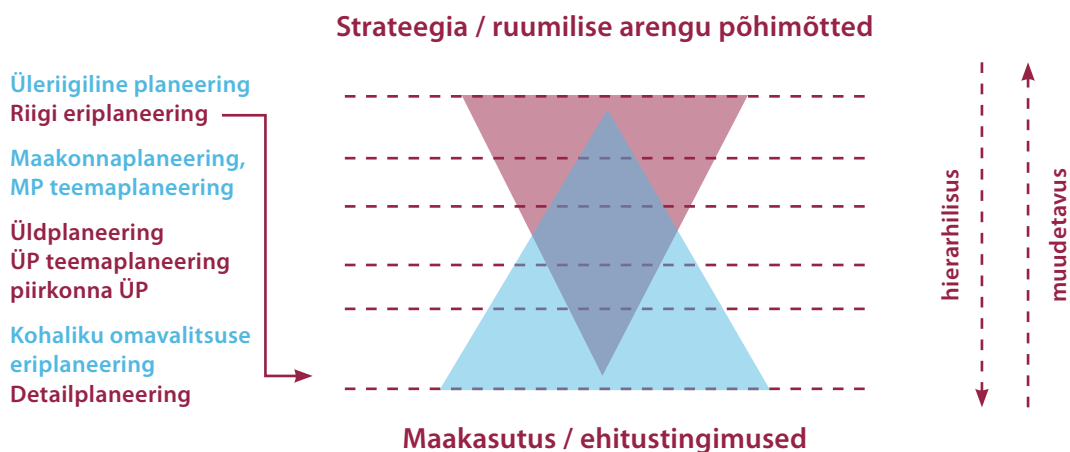 Strateegia / ruumilise arengu põhimõtted
Üleriigiline planeering
Riigi eriplaneering
Maakonnaplaneering,
MP teemaplaneering
Üldplaneering
ÜP teemaplaneering
piirkonna ÜP
Kohaliku omavalitsuse
eriplaneering
Detailplaneering
hierarhilisus
muudetavus
Maakasutus / ehitustingimused